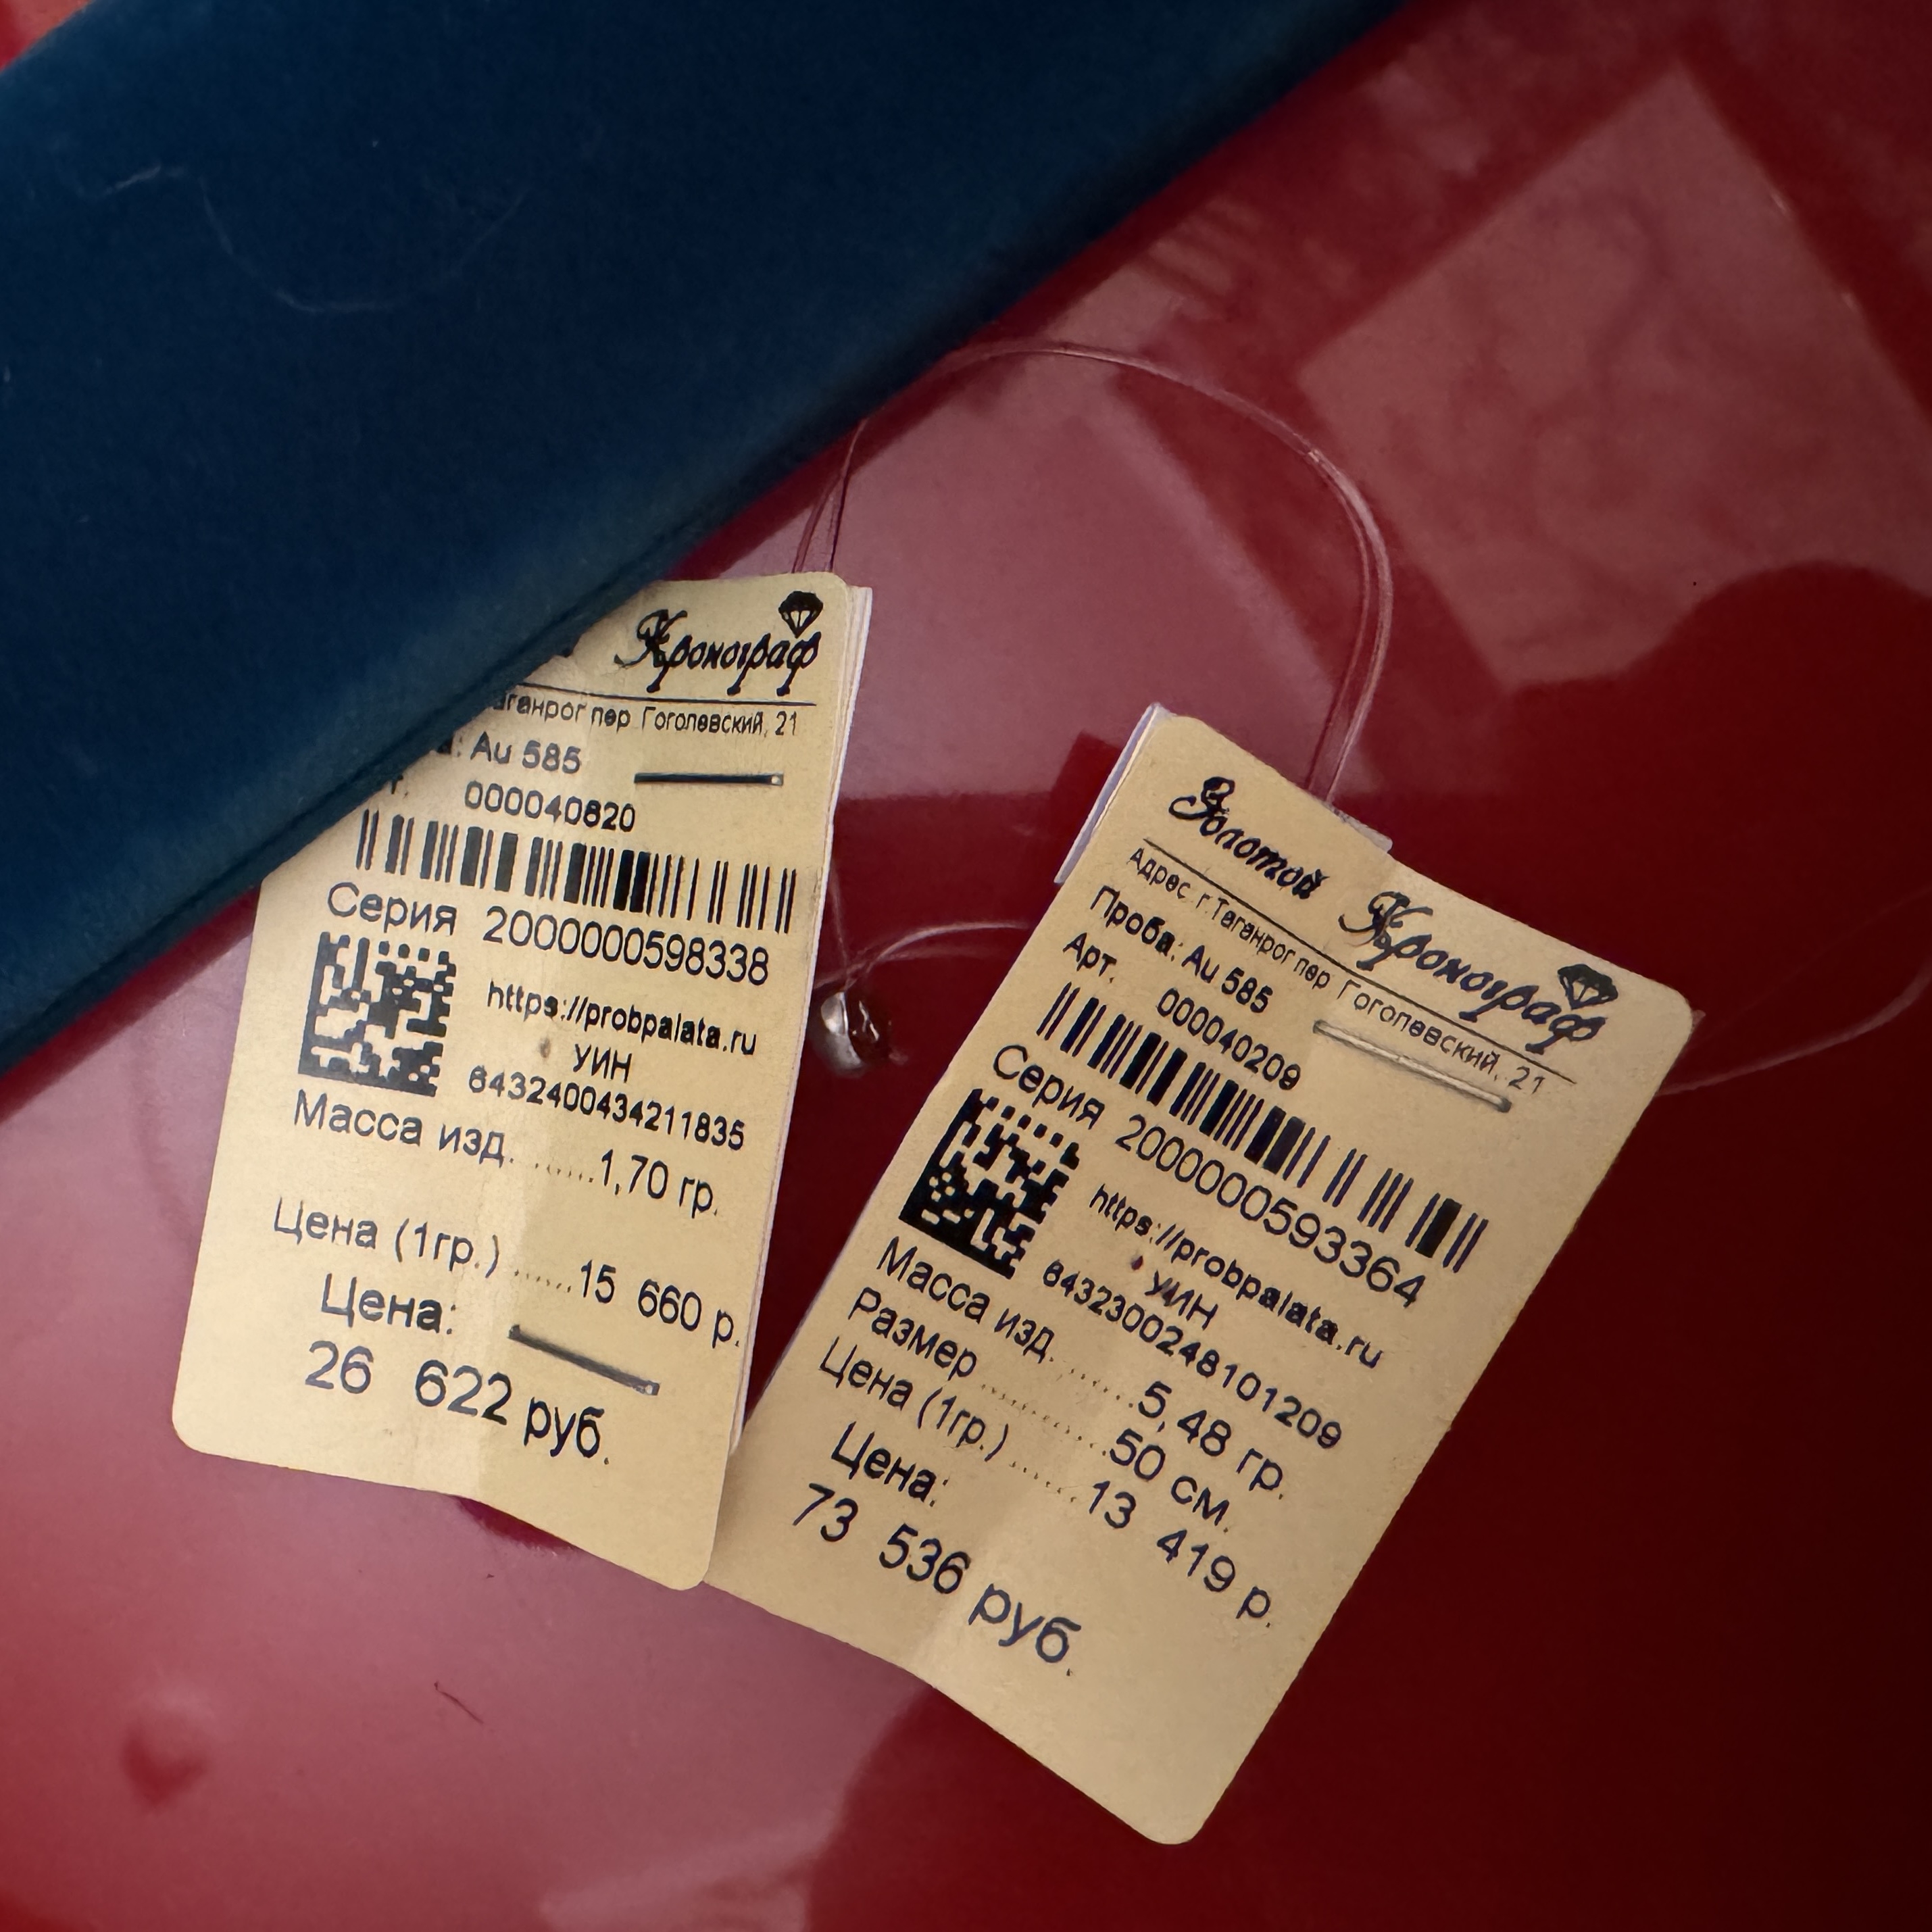 Кронограф
Таганрог пер Гоголевский, 21
Au 585
000040820
Серия 2000000598338
https://probpalata.ru
УИН
6432400434211835
Масса изд........1,70 гр.
Цена (1гр.) ......15 660 р.
Цена:
26 622 руб.
Золотой Кронограф
Адрес: г.Таганрог пер Гоголевский, 21
Проба: Au 585
Арт. 000040209
Серия 2000000593364
https://probpalata.ru
УИН
6432300248101209
Масса изд........5,48 гр.
Размер ............50 см.
Цена (1гр.) .......13 419 р.
Цена:
73 536 руб.